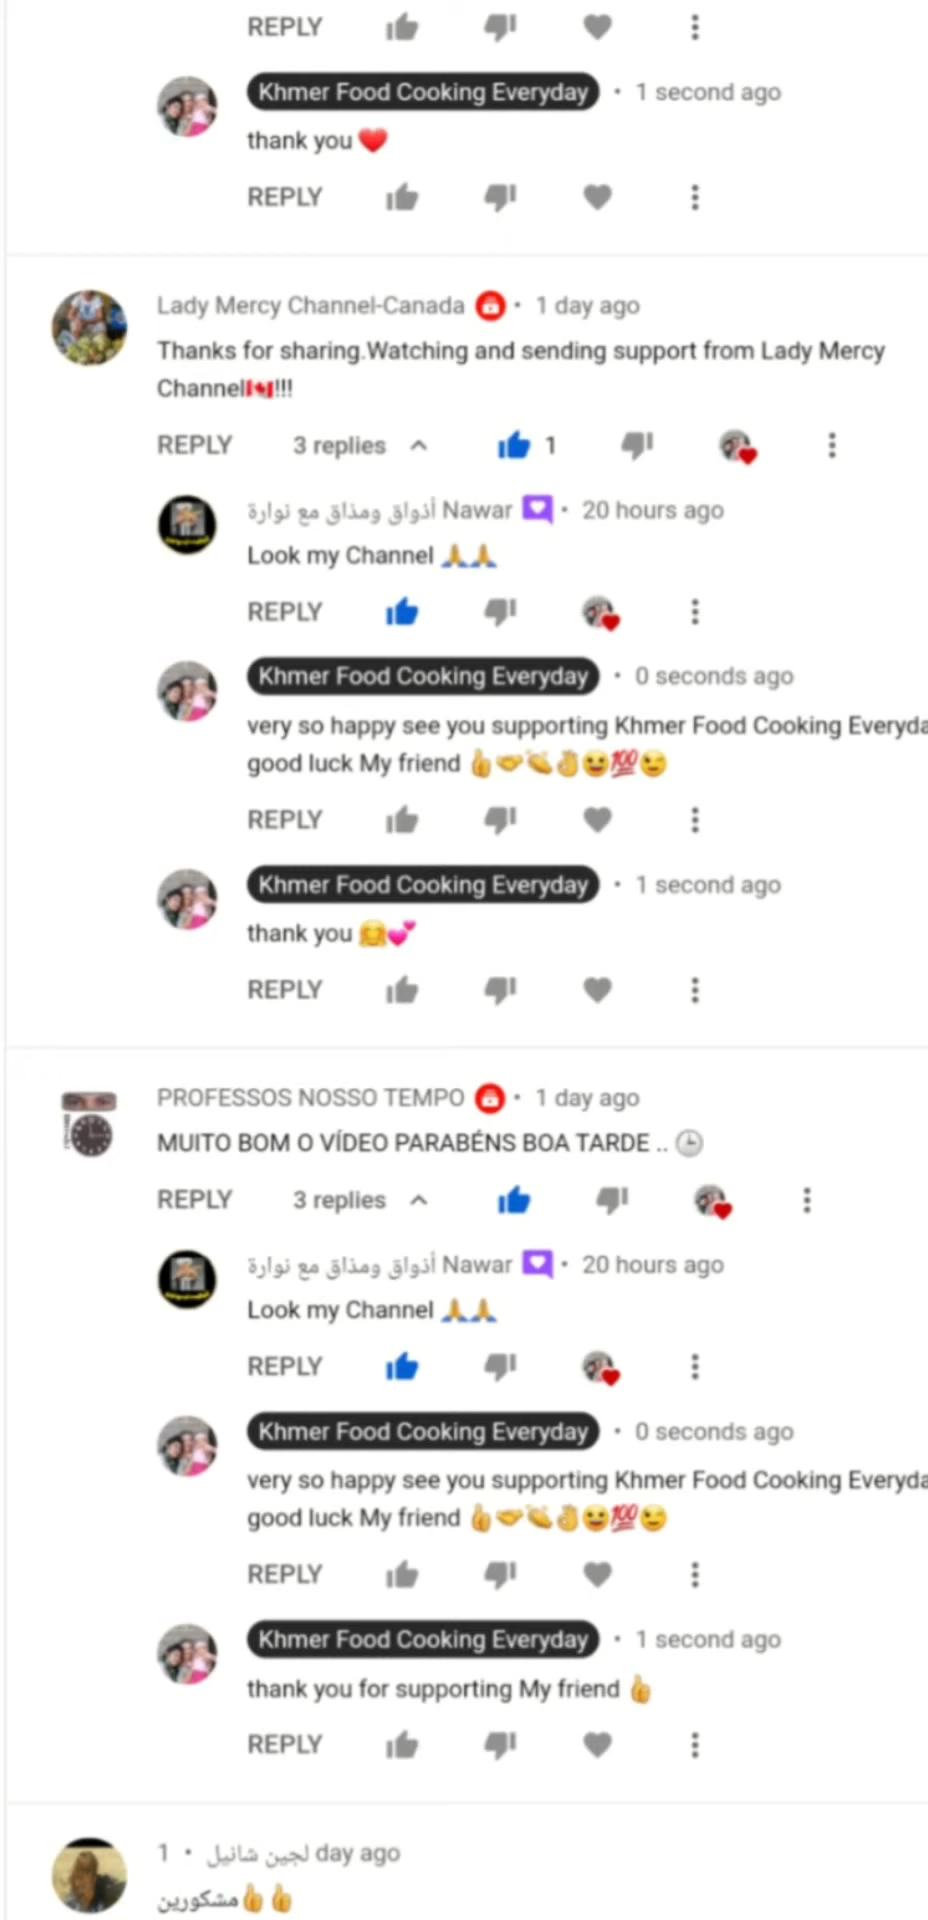 REPLY
Khmer Food Cooking Everyday • 1 second ago
thank you ❤️
REPLY
Lady Mercy Channel-Canada • 1 day ago
Thanks for sharing.Watching and sending support from Lady Mercy
Channel🇨🇦!!!
REPLY 3 replies 1
أذواق ومذاق مع نوارة Nawar • 20 hours ago
Look my Channel 🙏🙏
REPLY
Khmer Food Cooking Everyday • 0 seconds ago
very so happy see you supporting Khmer Food Cooking Everyda
good luck My friend 👍🤝👏👌😀💯😉
REPLY
Khmer Food Cooking Everyday • 1 second ago
thank you 🤗💕
REPLY
PROFESSOS NOSSO TEMPO • 1 day ago
MUITO BOM O VÍDEO PARABÉNS BOA TARDE .. 🕒
REPLY 3 replies
أذواق ومذاق مع نوارة Nawar • 20 hours ago
Look my Channel 🙏🙏
REPLY
Khmer Food Cooking Everyday • 0 seconds ago
very so happy see you supporting Khmer Food Cooking Everyda
good luck My friend 👍🤝👏👌😀💯😉
REPLY
Khmer Food Cooking Everyday • 1 second ago
thank you for supporting My friend 👍
REPLY
1 • لجين شانيل day ago
مشكورين👍👍